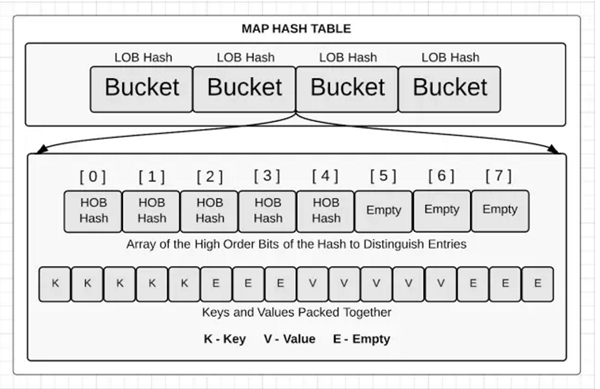 MAP HASH TABLE
LOB Hash LOB Hash LOB Hash LOB Hash
Bucket Bucket Bucket Bucket
[ 0 ] [ 1 ] [ 2 ] [ 3 ] [ 4 ] [ 5 ] [ 6 ] [ 7 ]
HOB HOB HOB HOB HOB
Hash Hash Hash Hash Hash Empty Empty Empty
Array of the High Order Bits of the Hash to Distinguish Entries
K K K K K E E E V V V V V E E E
Keys and Values Packed Together
K - Key V - Value E - Empty